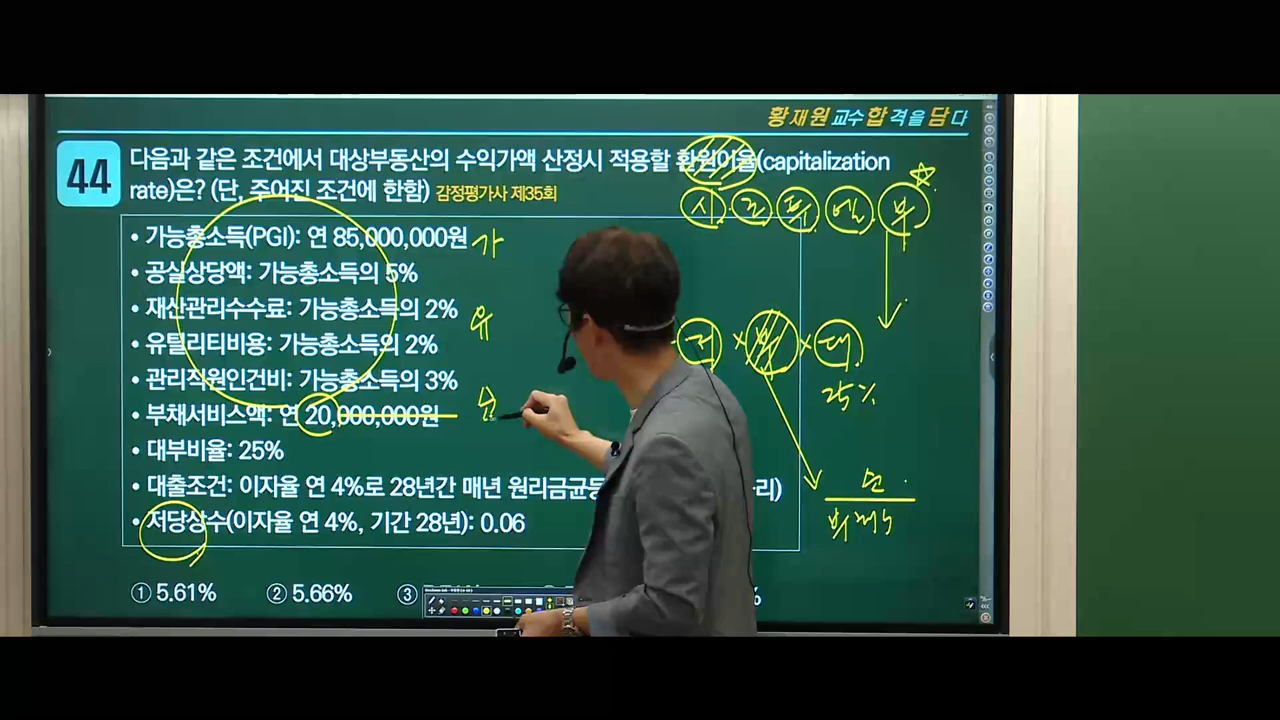 황재원 교수 합격을 담다
44
다음과 같은 조건에서 대상부동산의 수익가액 산정시 적용할 환원이율(capitalization
rate)은? (단, 주어진 조건에 한함) 감정평가사 제35회
시 조 투 엘 부
• 가능총소득(PGI): 연 85,000,000원 가
• 공실상당액: 가능총소득의 5%
• 재산관리수수료: 가능총소득의 2% 유
• 유틸리티비용: 가능총소득의 2%
저 × 부 × 대
• 관리직원인건비: 가능총소득의 3% 순
25%
• 부채서비스액: 연 20,000,000원
• 대부비율: 25%
• 대출조건: 이자율 연 4%로 28년간 매년 원리금균등 리)
• 저당상수(이자율 연 4%, 기간 28년): 0.06
① 5.61% ② 5.66% ③ %